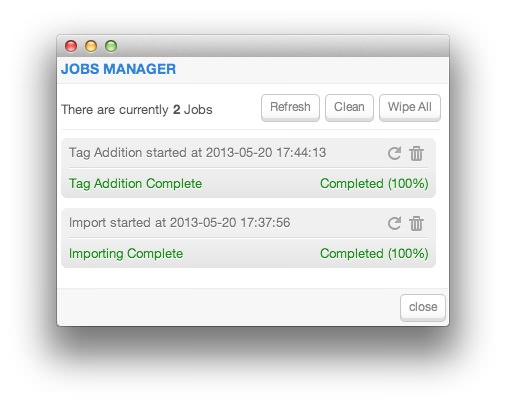 JOBS MANAGER
There are currently 2 Jobs Refresh Clean Wipe All
Tag Addition started at 2013-05-20 17:44:13
Tag Addition Complete Completed (100%)
Import started at 2013-05-20 17:37:56
Importing Complete Completed (100%)
close